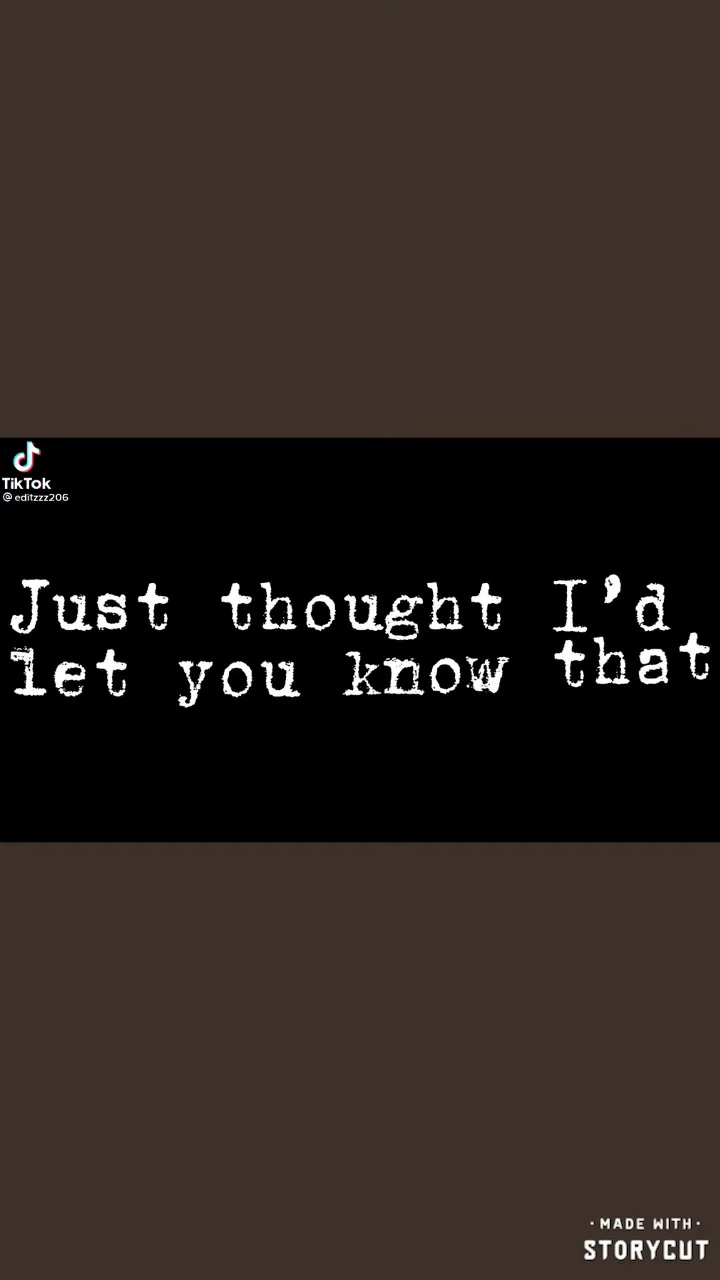 TikTok
@editzzz206
Just thought I'd
let you know that
·MADE WITH·
STORYCUT